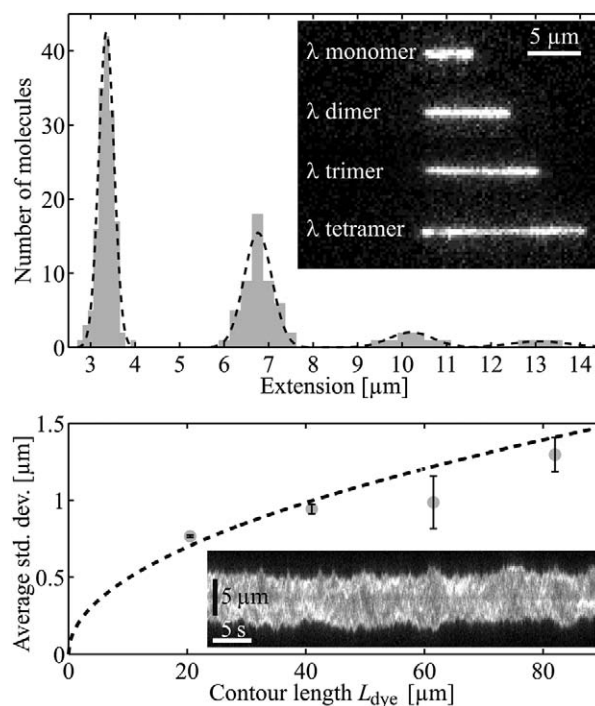 40
30
20
10
0
Number of molecules
λ monomer
5 µm
λ dimer
λ trimer
λ tetramer
3 4 5 6 7 8 9 10 11 12 13 14
Extension [µm]
1.5
1
0.5
0
Average std. dev. [µm]
5 µm
5 s
0 20 40 60 80
Contour length Ldye [µm]